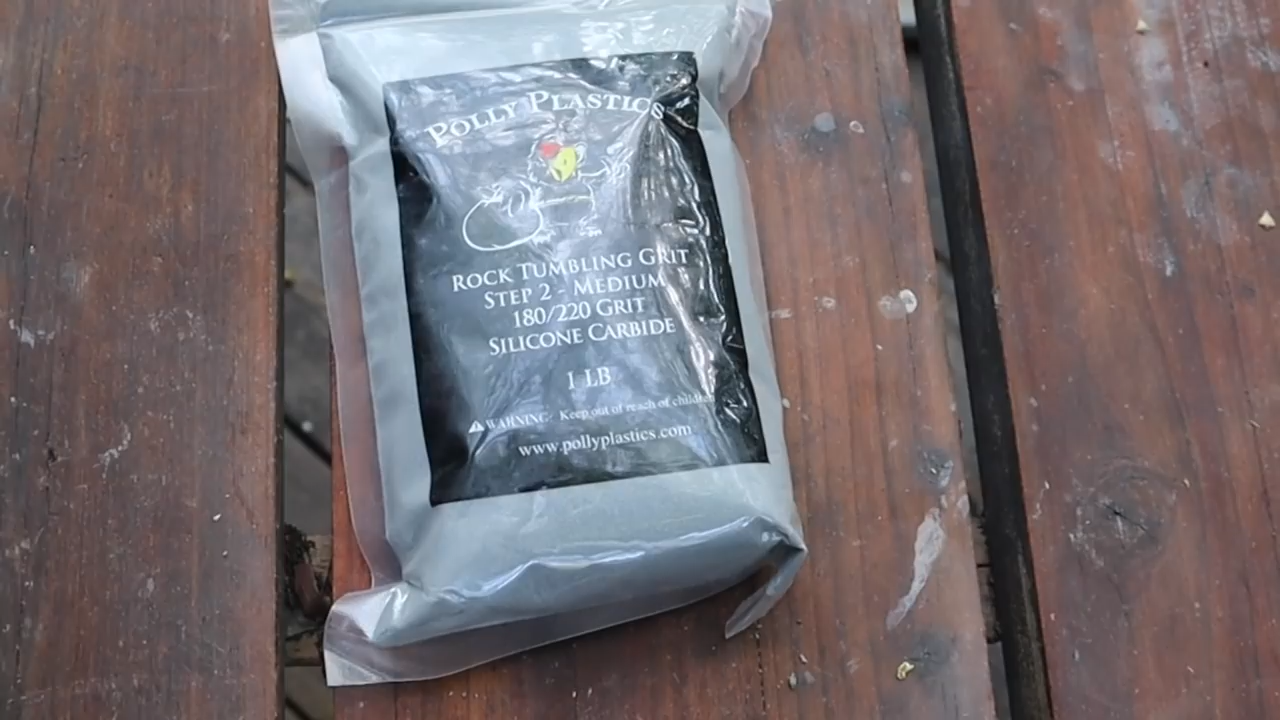 POLLY PLASTICS
ROCK TUMBLING GRIT
STEP 2 - MEDIUM
180/220 GRIT
SILICONE CARBIDE
1 LB
WARNING: Keep out of reach of children
www.pollyplastics.com